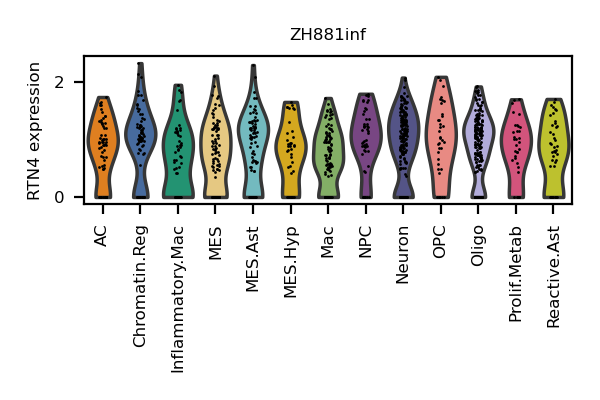 ZH881inf
RTN4 expression
2
0
AC
Chromatin.Reg
Inflammatory.Mac
MES
MES.Ast
MES.Hyp
Mac
NPC
Neuron
OPC
Oligo
Prolif.Metab
Reactive.Ast